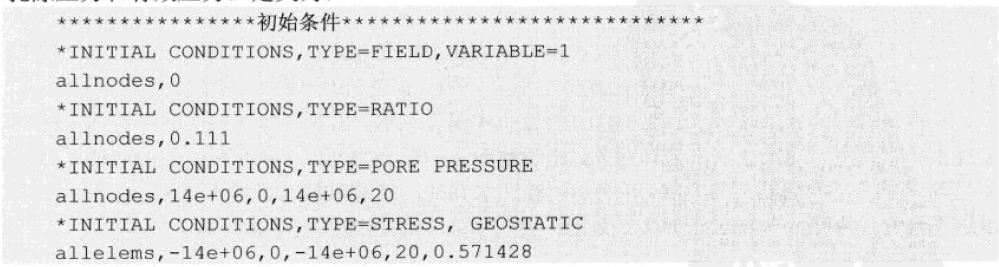 ****************初始条件*****************************
*INITIAL CONDITIONS,TYPE=FIELD,VARIABLE=1
allnodes,0
*INITIAL CONDITIONS,TYPE=RATIO
allnodes,0.111
*INITIAL CONDITIONS,TYPE=PORE PRESSURE
allnodes,14e+06,0,14e+06,20
*INITIAL CONDITIONS,TYPE=STRESS, GEOSTATIC
allelems,-14e+06,0,-14e+06,20,0.571428